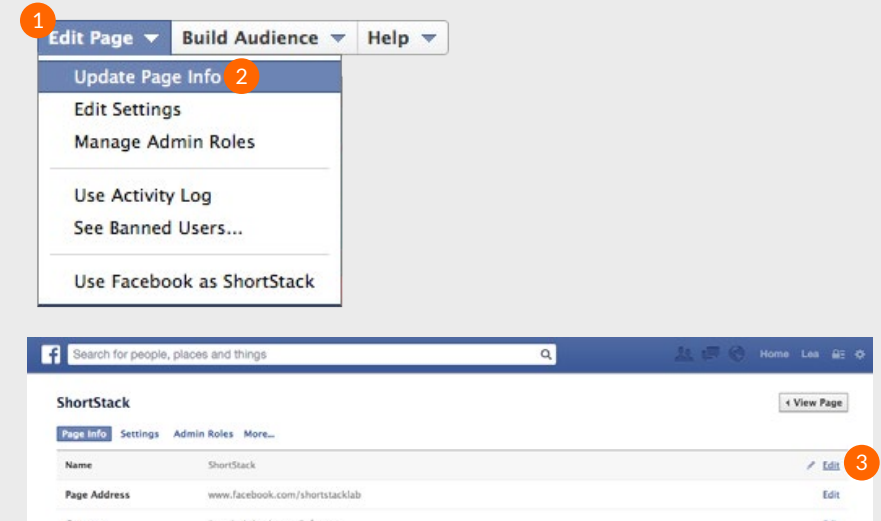 1
Edit Page Build Audience Help
Update Page Info 2
Edit Settings
Manage Admin Roles
Use Activity Log
See Banned Users...
Use Facebook as ShortStack
f Search for people, places and things Home Lea
ShortStack View Page
Page Info Settings Admin Roles More...
Name ShortStack Edit 3
Page Address www.facebook.com/shortstacklab Edit